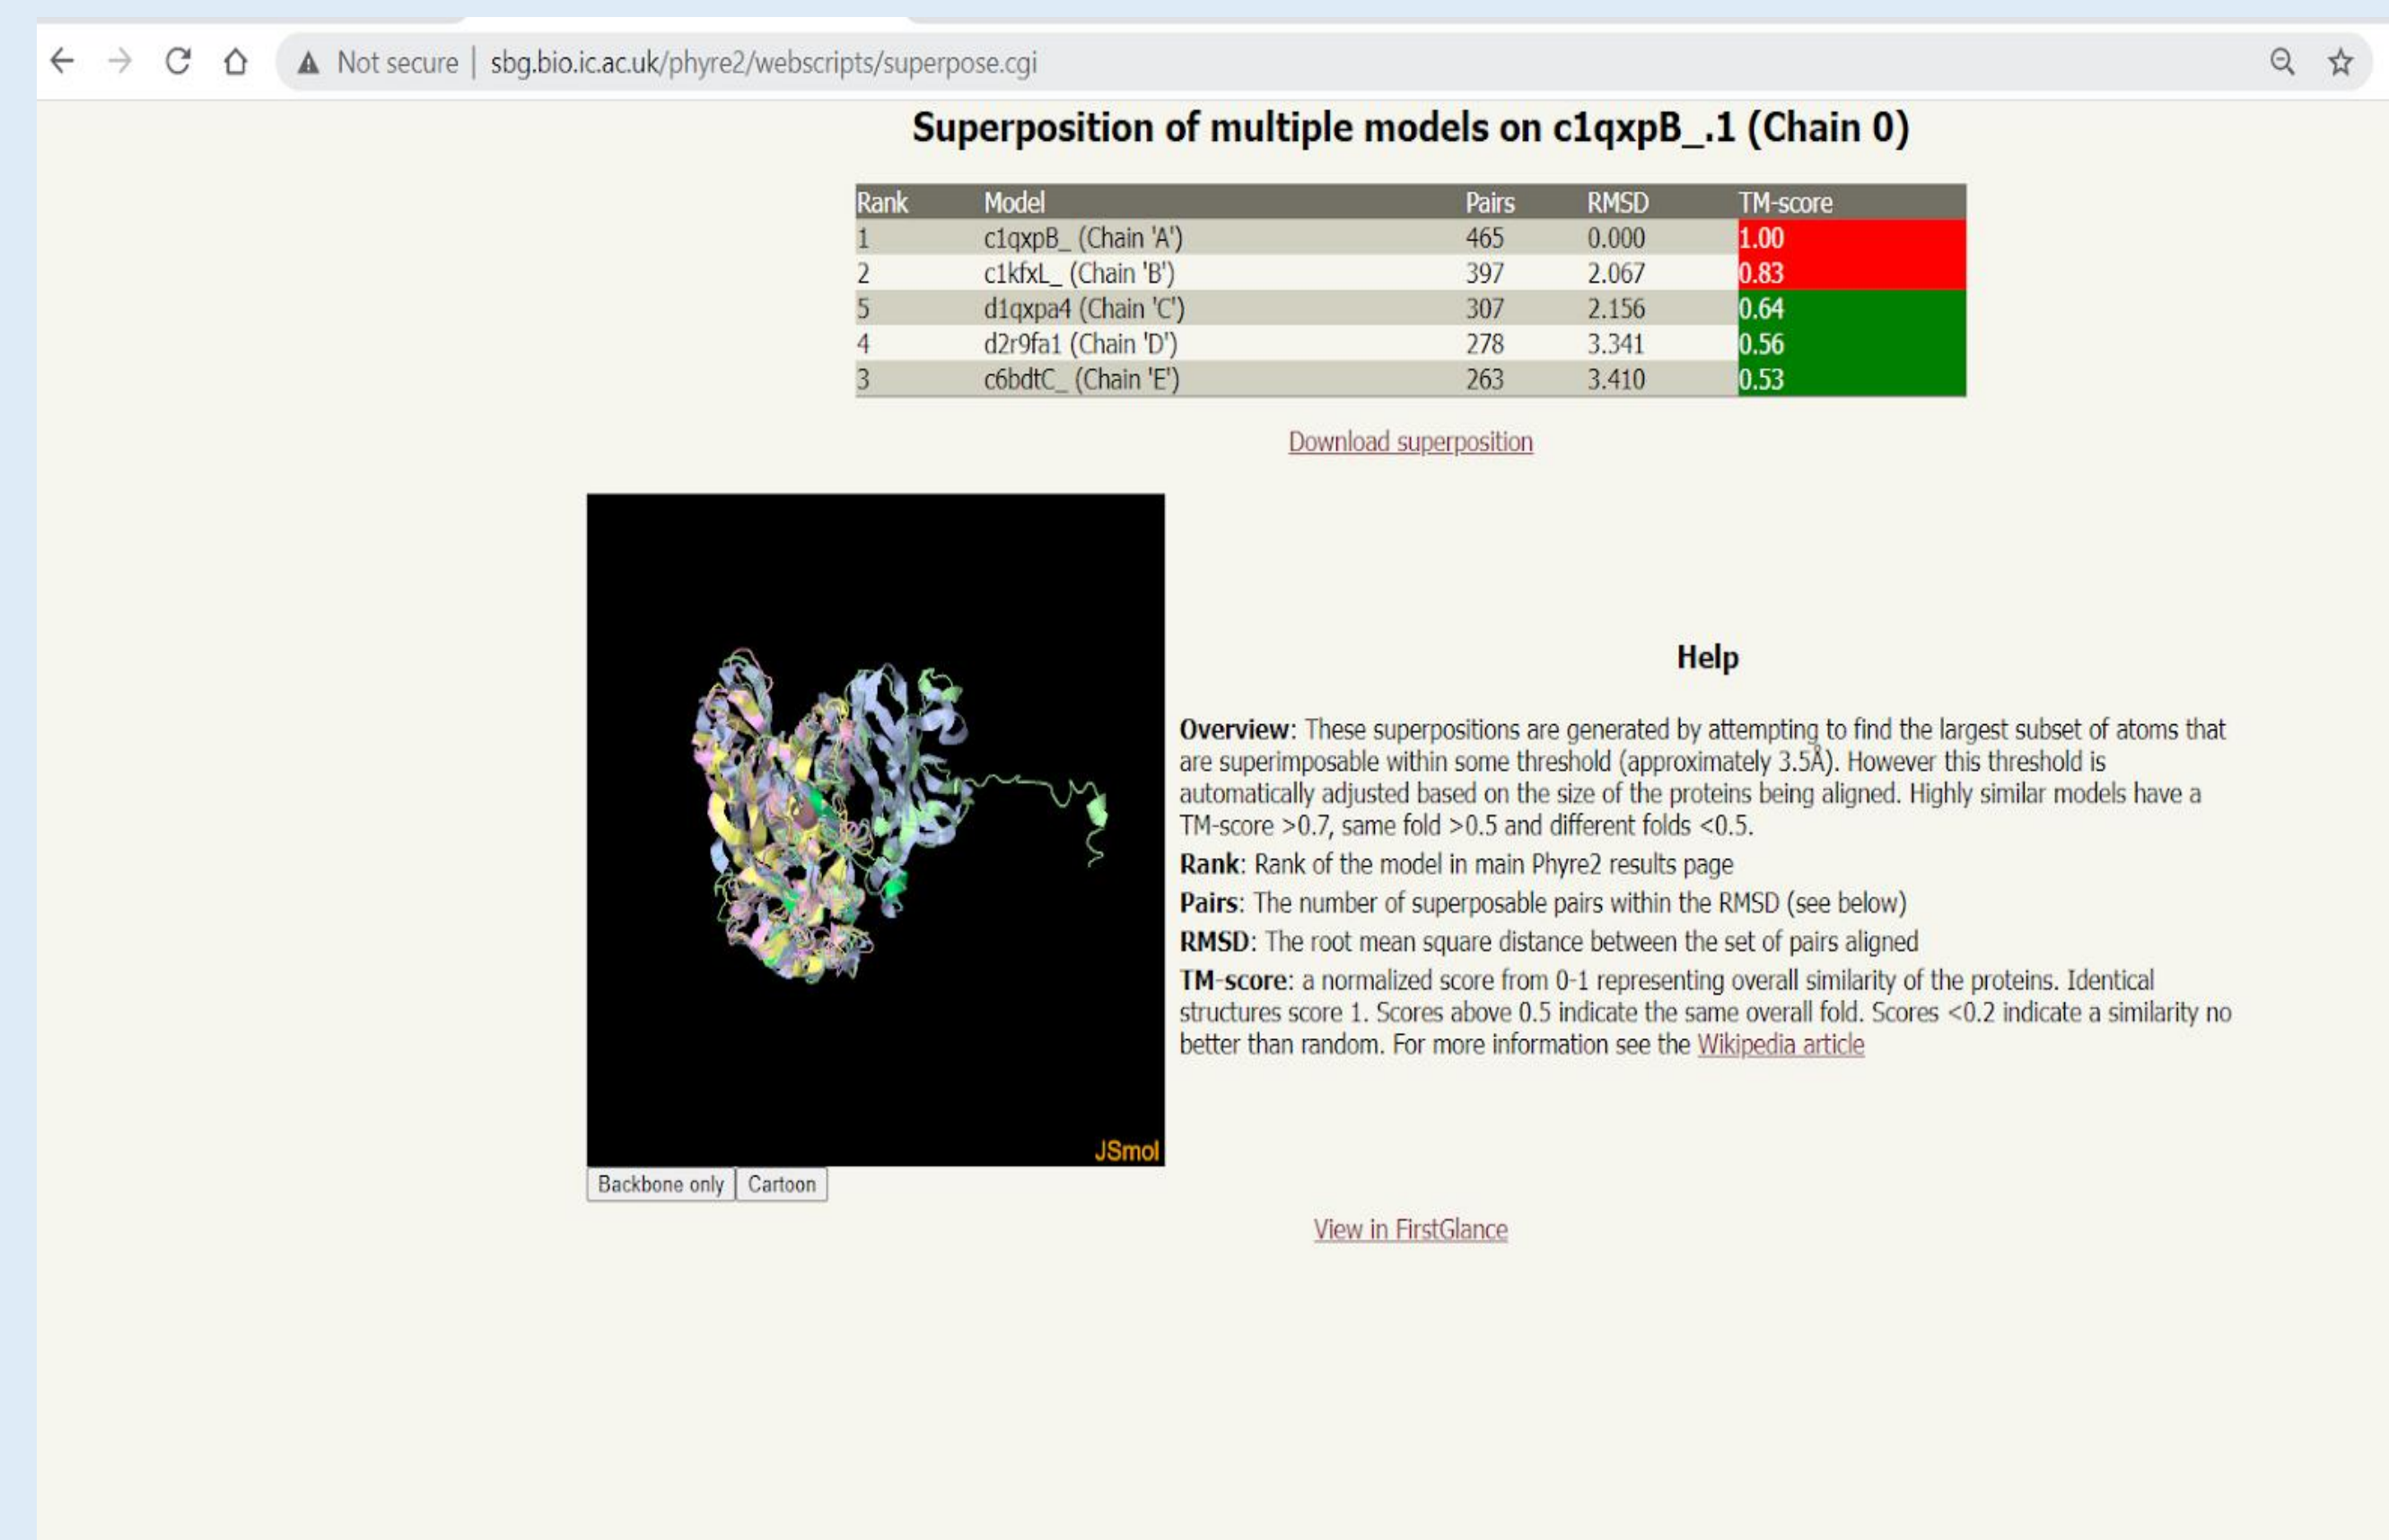 Not secure | sbg.bio.ic.ac.uk/phyre2/webscripts/superpose.cgi
Superposition of multiple models on c1qxpB_.1 (Chain 0)
Rank Model Pairs RMSD TM-score
1 c1qxpB_ (Chain 'A') 465 0.000 1.00
2 c1kfxL_ (Chain 'B') 397 2.067 0.83
5 d1qxpa4 (Chain 'C') 307 2.156 0.64
4 d2r9fa1 (Chain 'D') 278 3.341 0.56
3 c6bdtC_ (Chain 'E') 263 3.410 0.53
Download superposition
Help
Overview: These superpositions are generated by attempting to find the largest subset of atoms that
are superimposable within some threshold (approximately 3.5Å). However this threshold is
automatically adjusted based on the size of the proteins being aligned. Highly similar models have a
TM-score >0.7, same fold >0.5 and different folds <0.5.
Rank: Rank of the model in main Phyre2 results page
Pairs: The number of superposable pairs within the RMSD (see below)
RMSD: The root mean square distance between the set of pairs aligned
TM-score: a normalized score from 0-1 representing overall similarity of the proteins. Identical
structures score 1. Scores above 0.5 indicate the same overall fold. Scores <0.2 indicate a similarity no
better than random. For more information see the Wikipedia article
JSmol
Backbone only Cartoon
View in FirstGlance